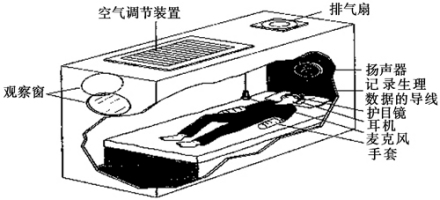 空气调节装置
排气扇
观察窗
扬声器
记录生理
数据的导线
护目镜
耳机
麦克风
手套